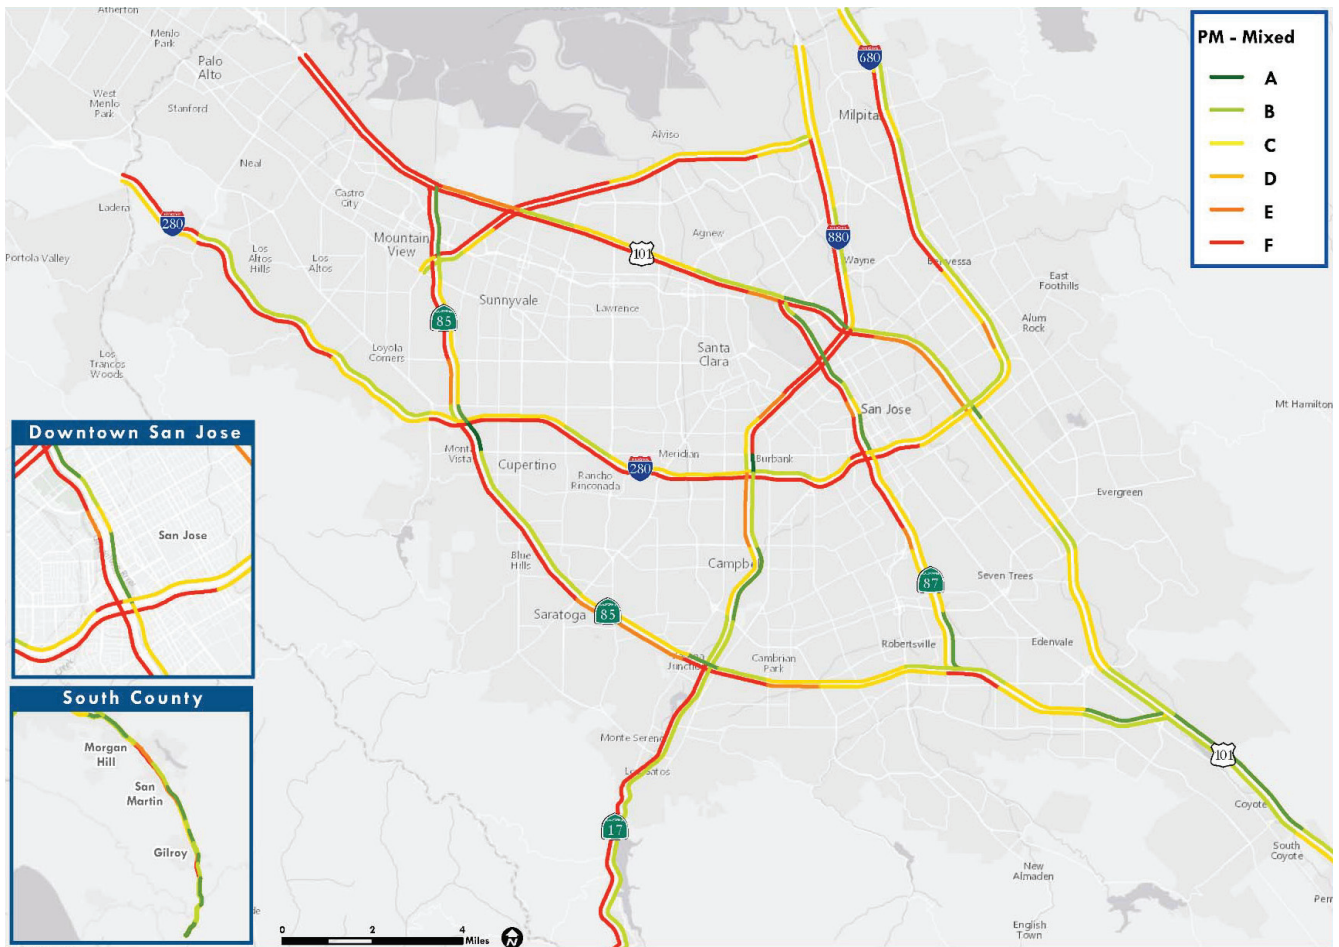 Atherton
Menlo
Park
Palo
Alto
West
Menlo
Park
Stanford
Neal
Ladera
280
Portola Valley
Los
Altos
Hills
Los
Altos
Castro
City
Mountain
View
Alviso
Agnew
101
680
Milpitas
880
Wayne
Berryessa
East
Foothills
Alum
Rock
PM - Mixed
A
B
C
D
E
F
Los
Trancos
Woods
Loyola
Corners
85
Sunnyvale
Lawrence
Santa
Clara
San Jose
Mt Hamilton
Monta
Vista
Cupertino
Rancho
Rinconada
280
Meridian
Burbank
Evergreen
Blue
Hills
Saratoga
85
Campbell
87
Seven Trees
Robertsville
Edenvale
Junction
Cambrian
Park
Monte Sereno
Los Gatos
17
101
Coyote
South
Coyote
New
Almaden
English
Town
Downtown San Jose
San Jose
South County
Morgan
Hill
San
Martin
Gilroy
0 2 4
Miles
N